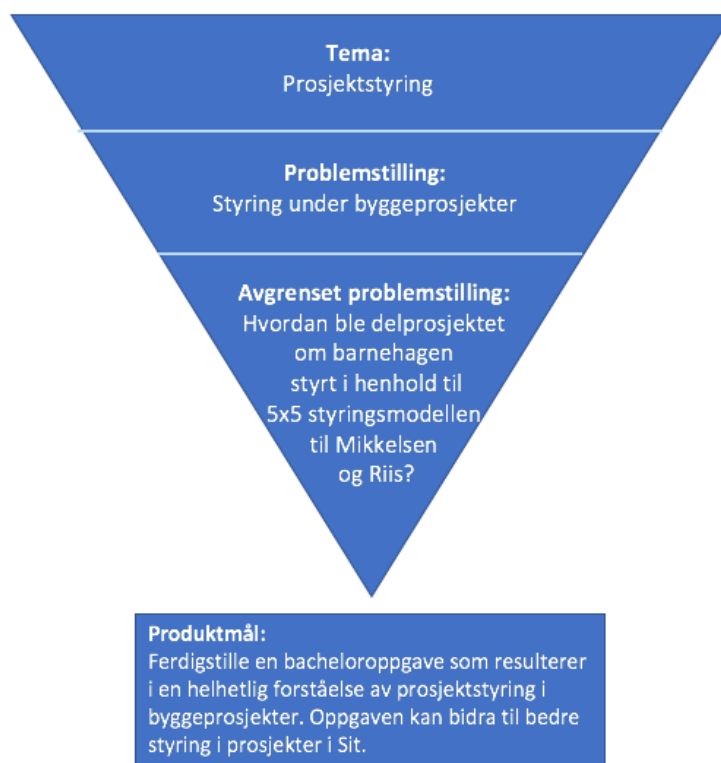 Tema:
Prosjektstyring
Problemstilling:
Styring under byggeprosjekter
Avgrenset problemstilling:
Hvordan ble delprosjektet
om barnehagen
styrt i henhold til
5x5 styringsmodellen
til Mikkelsen
og Riis?
Produktmål:
Ferdigstille en bacheloroppgave som resulterer
i en helhetlig forståelse av prosjektstyring i
byggeprosjekter. Oppgaven kan bidra til bedre
styring i prosjekter i Sit.